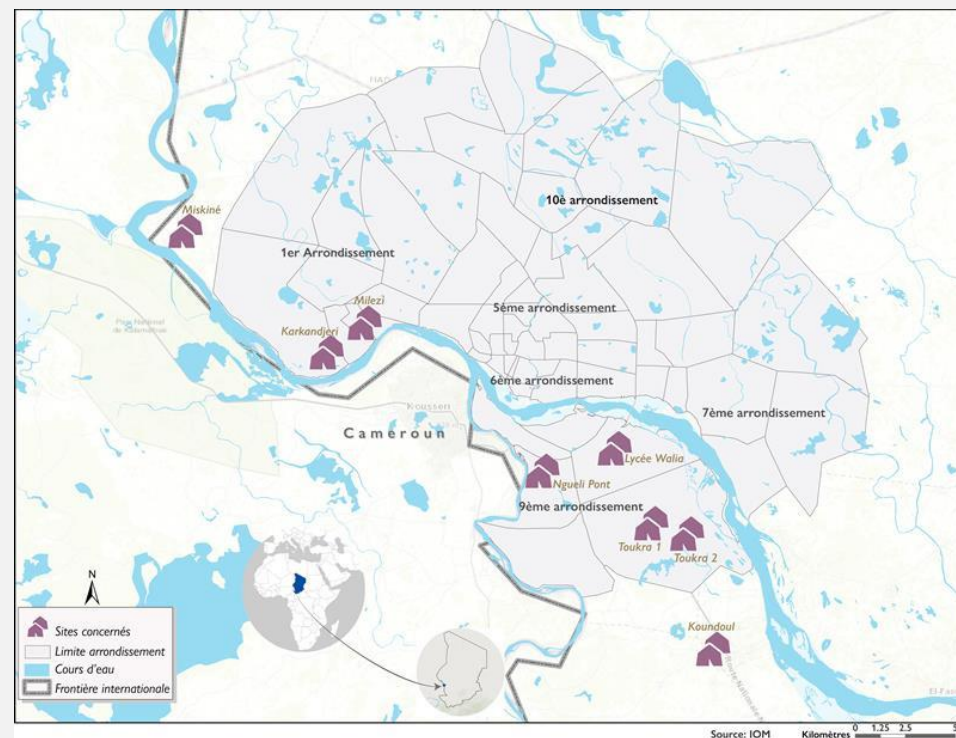 Miskiné
10è arrondissement
1er Arrondissement
Milezi
5éme arrondissement
Karkandjeri
6ème arrondissement
Kousseri
7ème arrondissement
Cameroun
Lycée Walia
Ngueli Pont
9ème arrondissement
Toukra 1
Toukra 2
N
Koundoul
Sites concernés
Limite arrondissement
Cours d'eau
Frontière internationale
Source: IOM
Kilomètres
0 1.25 2.5